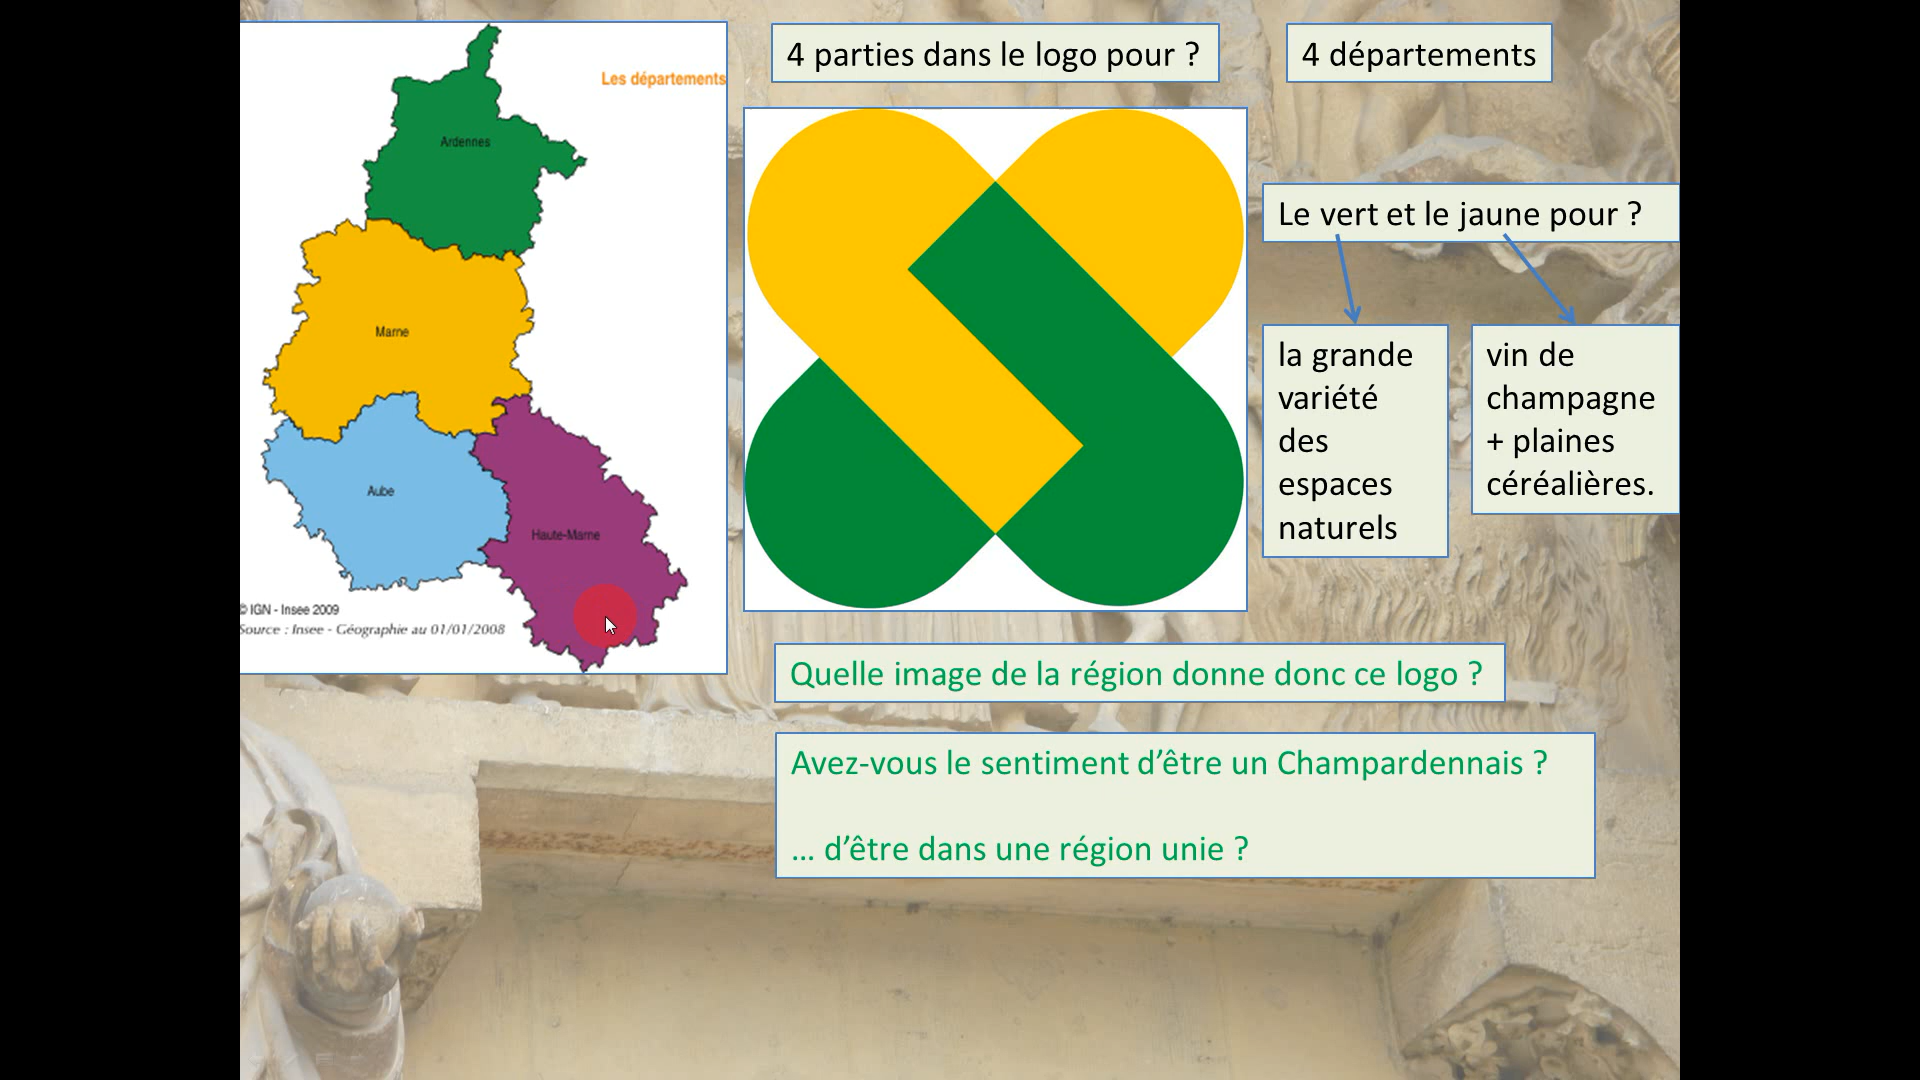 Les départements
Ardennes
Marne
Aube
Haute-Marne
© IGN - Insee 2009
Source : Insee - Géographie au 01/01/2008
4 parties dans le logo pour ?
4 départements
Le vert et le jaune pour ?
la grande
variété
des
espaces
naturels
vin de
champagne
+ plaines
céréalières.
Quelle image de la région donne donc ce logo ?
Avez-vous le sentiment d’être un Champardennais ?
... d’être dans une région unie ?